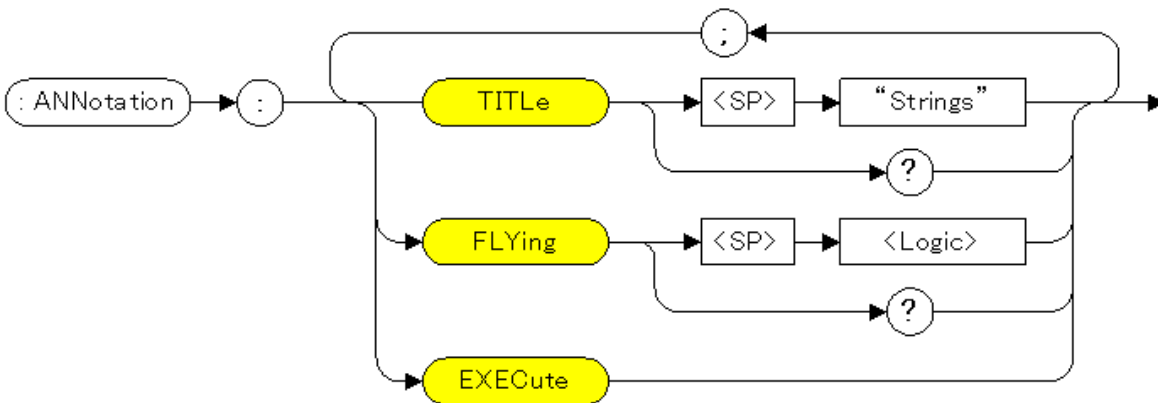 ;
: ANNotation : TITLe <SP> “Strings”
?
FLYing <SP> <Logic>
?
EXECute